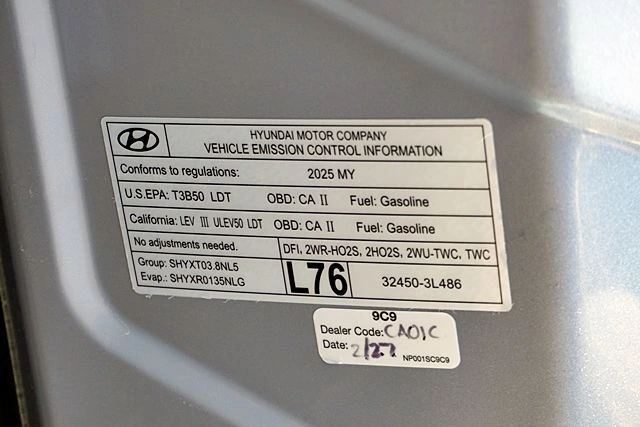 HYUNDAI MOTOR COMPANY
VEHICLE EMISSION CONTROL INFORMATION
Conforms to regulations: 2025 MY
U.S.EPA: T3B50 LDT OBD: CA II Fuel: Gasoline
California: LEV III ULEV50 LDT OBD: CA II Fuel: Gasoline
No adjustments needed. DFI, 2WR-HO2S, 2HO2S, 2WU-TWC, TWC
Group: SHYXT03.8NL5
Evap.: SHYXR0135NLG
L76
32450-3L486
9C9
Dealer Code: CA01C
Date: 2/27
NP001SC9C9